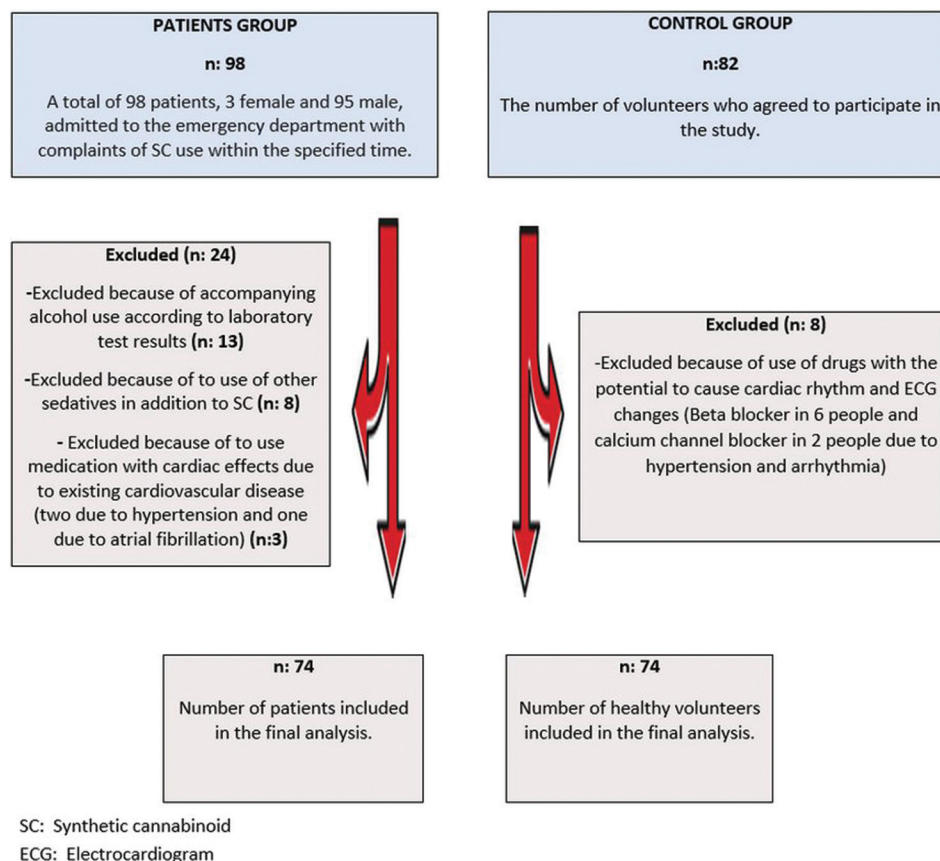 PATIENTS GROUP
n: 98
A total of 98 patients, 3 female and 95 male,
admitted to the emergency department with
complaints of SC use within the specified time.
CONTROL GROUP
n:82
The number of volunteers who agreed to participate in
the study.
Excluded (n: 24)
-Excluded because of accompanying
alcohol use according to laboratory
test results (n: 13)
-Excluded because of to use of other
sedatives in addition to SC (n: 8)
- Excluded because of to use
medication with cardiac effects due
to existing cardiovascular disease
(two due to hypertension and one
due to atrial fibrillation) (n:3)
Excluded (n: 8)
-Excluded because of use of drugs with the
potential to cause cardiac rhythm and ECG
changes (Beta blocker in 6 people and
calcium channel blocker in 2 people due to
hypertension and arrhythmia)
n: 74
Number of patients included
in the final analysis.
n: 74
Number of healthy volunteers
included in the final analysis.
SC: Synthetic cannabinoid
ECG: Electrocardiogram